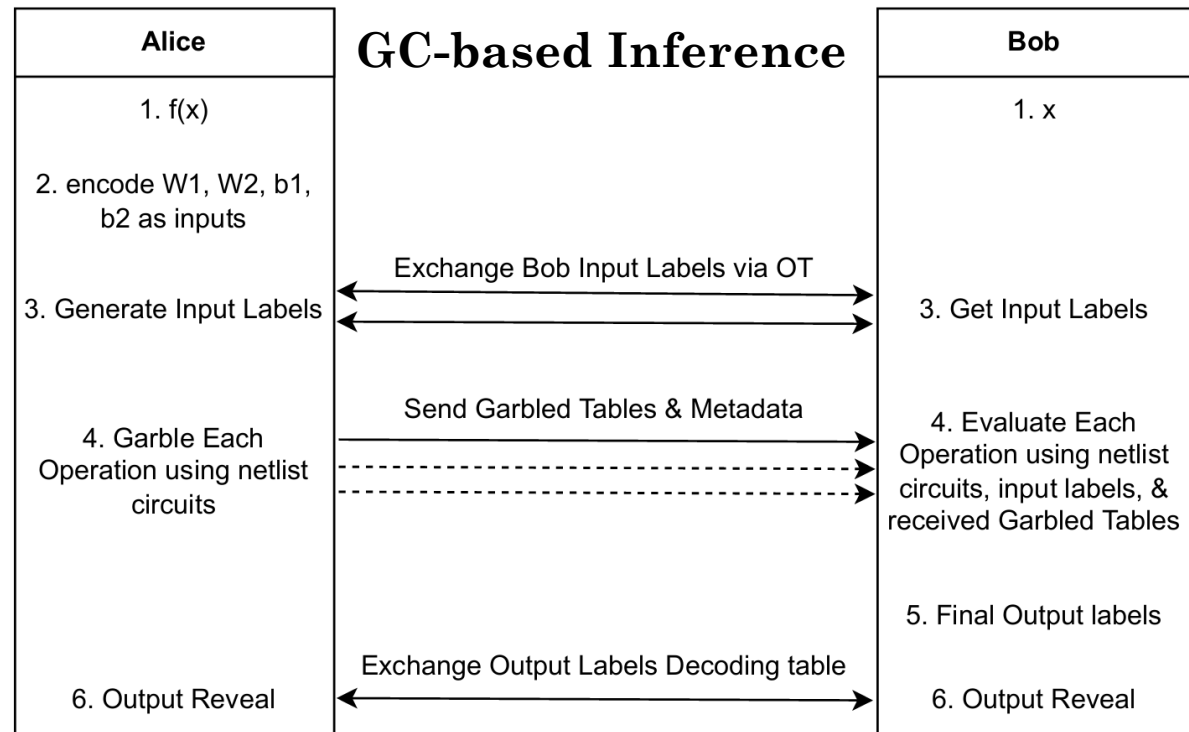 Alice
GC-based Inference
Bob
1. f(x)
1. x
2. encode W1, W2, b1,
b2 as inputs
Exchange Bob Input Labels via OT
3. Generate Input Labels
3. Get Input Labels
Send Garbled Tables & Metadata
4. Garble Each
Operation using netlist
circuits
4. Evaluate Each
Operation using netlist
circuits, input labels, &
received Garbled Tables
5. Final Output labels
Exchange Output Labels Decoding table
6. Output Reveal
6. Output Reveal